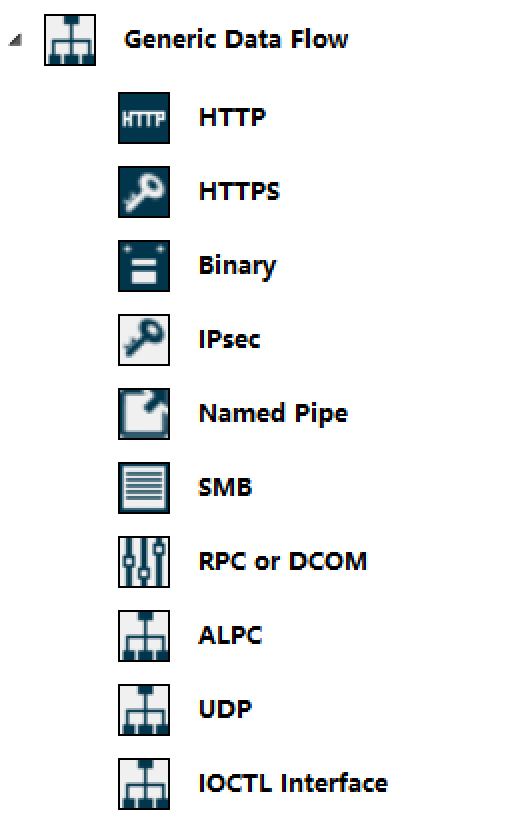 Generic Data Flow
HTTP HTTP
HTTPS
Binary
IPsec
Named Pipe
SMB
RPC or DCOM
ALPC
UDP
IOCTL Interface